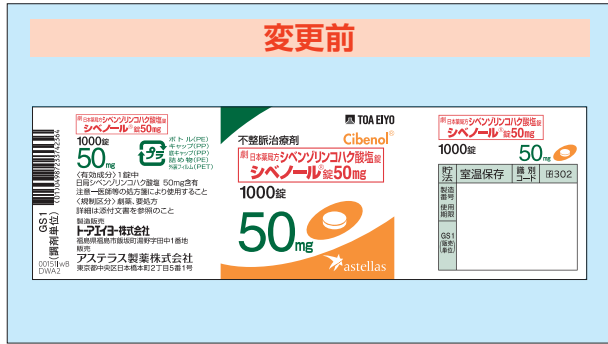 変更前
劇 日本薬局方シベンゾリンコハク酸塩錠
シベノール®錠50mg
1000錠
50mg
ボトル(PE)
キャップ(PP)
底キャップ(PP)
詰め物(PE)
外装フィルム(PET)
プラ
〈有効成分〉1錠中
日局シベンゾリンコハク酸塩 50mg含有
注意-医師等の処方箋により使用すること
〈規制区分〉劇薬、要処方
詳細は添付文書を参照のこと
製造販売
トーアエイヨー株式会社
福島県福島市飯坂町湯野字田中1番地
販売
アステラス製薬株式会社
東京都中央区日本橋本町2丁目5番1号
GS1
(調剤単位)
DWA2
TOA EIYO
不整脈治療剤
Cibenol®
劇 日本薬局方シベンゾリンコハク酸塩錠
シベノール®錠50mg
1000錠
50mg
astellas
劇 日本薬局方シベンゾリンコハク酸塩錠
シベノール®錠50mg
1000錠
50mg
貯法
室温保存
識別コード
302
製造番号
使用期限
GS1
(販売単位)